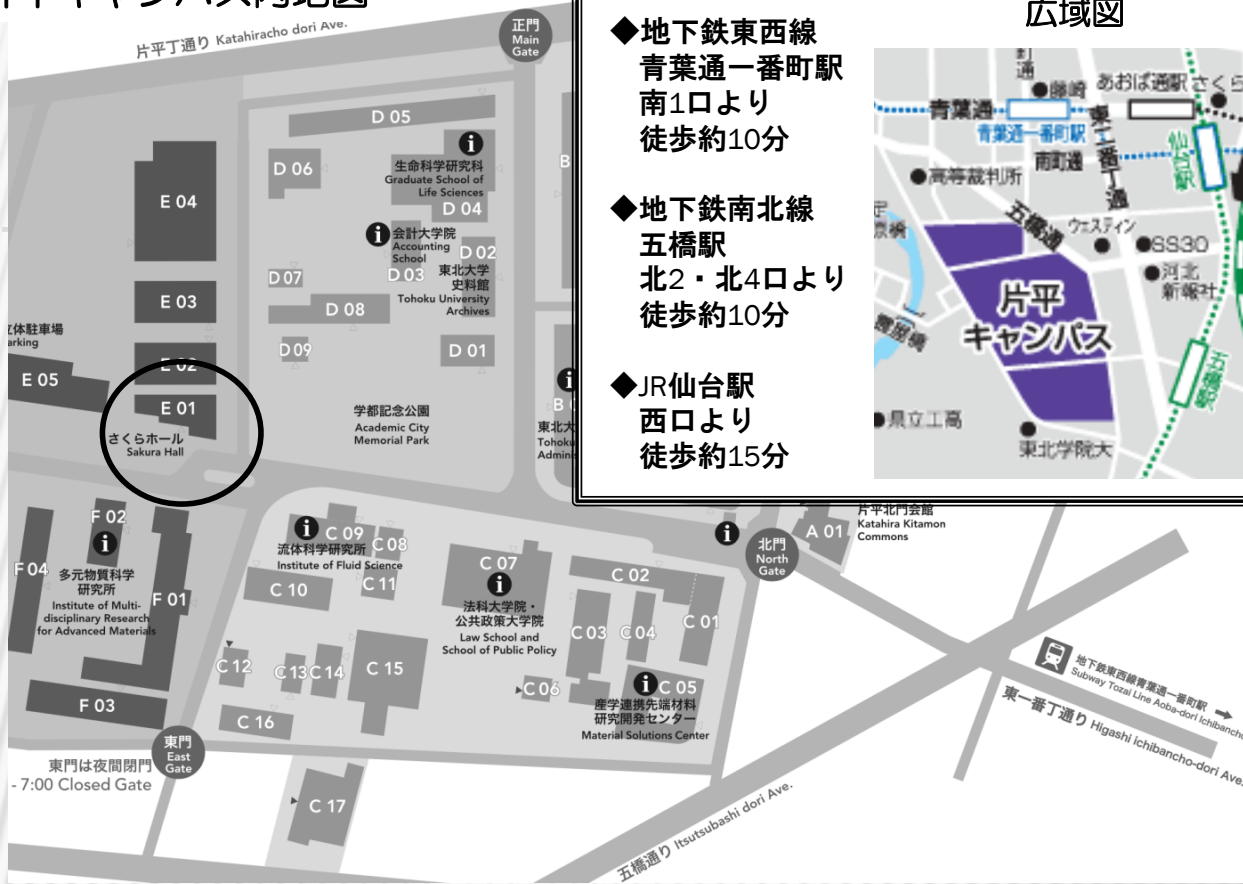 キャンパス内地図
片平丁通り Katahiracho dori Ave.
正門
Main
Gate
D 05
D 06
生命科学研究科
Graduate School of
Life Sciences
D 04
E 04
会計大学院
Accounting
School
D 02
D 03
D 07
東北大学
史料館
Tohoku University
Archives
E 03
D 08
立体駐車場
arking
D 09
D 01
E 02
E 05
E 01
さくらホール
Sakura Hall
学都記念公園
Academic City
Memorial Park
B
東北大
Tohoku
Adminis
◆地下鉄東西線
青葉通一番町駅
南1口より
徒歩約10分
◆地下鉄南北線
五橋駅
北2・北4口より
徒歩約10分
◆JR仙台駅
西口より
徒歩約15分
広域図
藤崎
あおば通駅
さくら
青葉通
青葉通一番町駅
南町通
東二番丁通
仙台駅
高等裁判所
五橋通
ウェスティン
SS30
河北
新報社
片平
キャンパス
霊屋橋
五橋駅
県立工高
東北学院大
F 02
C 09
C 08
流体科学研究所
Institute of Fluid Science
片平北門会館
Katahira Kitamon
Commons
A 01
北門
North
Gate
F 04
多元物質科学
研究所
Institute of Multi-
disciplinary Research
for Advanced Materials
F 01
C 10
C 11
C 07
法科大学院・
公共政策大学院
Law School and
School of Public Policy
C 02
C 03
C 04
C 01
C 12
C 13
C 14
C 15
C 06
C 05
産学連携先端材料
研究開発センター
Material Solutions Center
地下鉄東西線青葉通一番町駅
Subway Tozai Line Aoba-dori Ichibancho
東一番丁通り Higashi ichibancho-dori Ave.
F 03
C 16
東門
East
Gate
東門は夜間閉門
- 7:00 Closed Gate
C 17
五橋通り Itsutsubashi dori Ave.